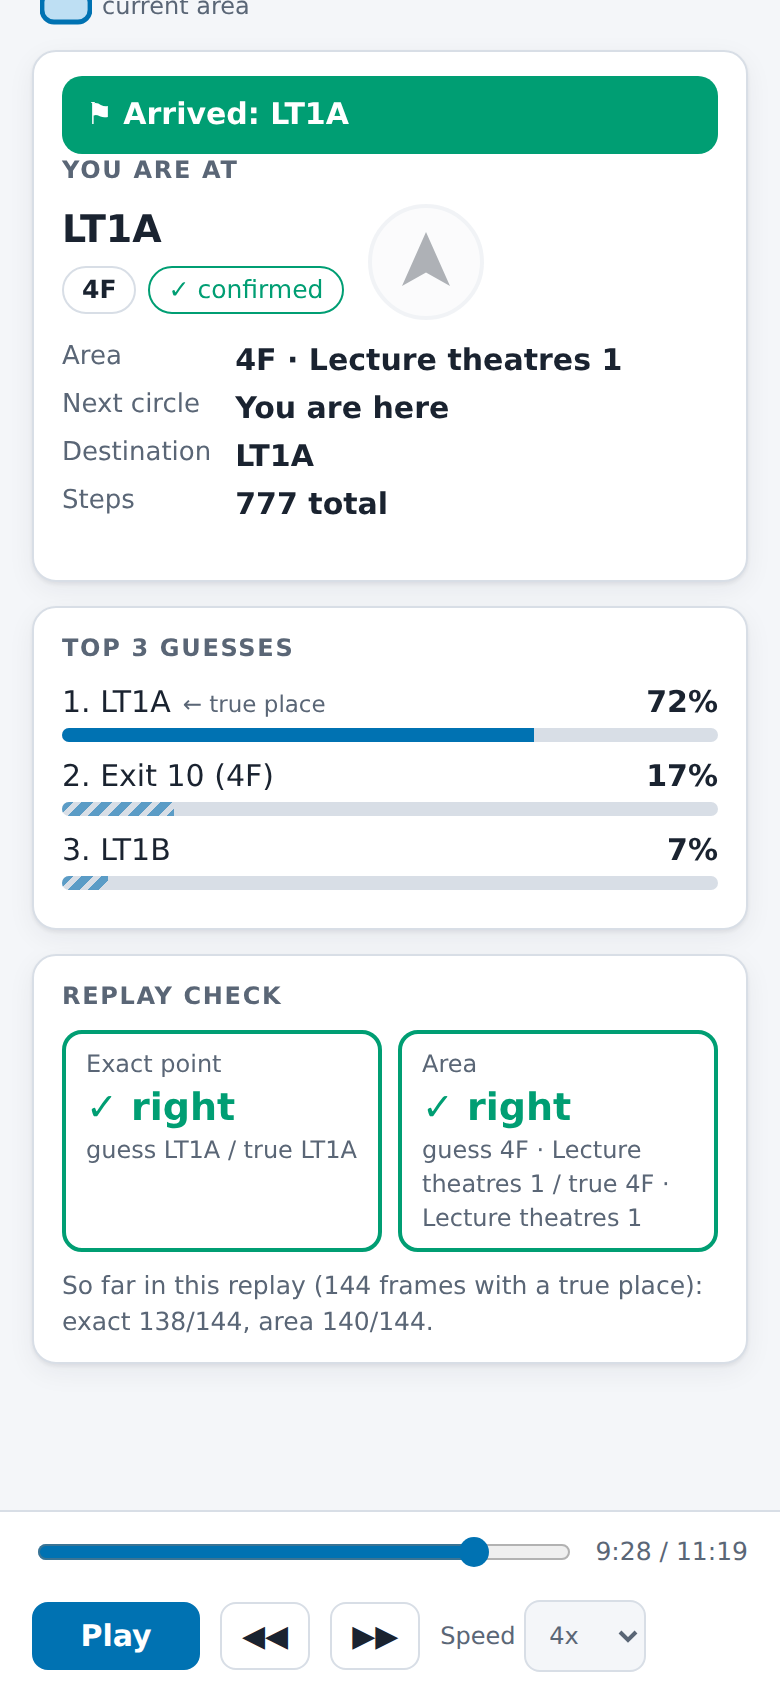 current area
⚑ Arrived: LT1A
YOU ARE AT
LT1A
4F
✓ confirmed
Area 4F · Lecture theatres 1
Next circle You are here
Destination LT1A
Steps 777 total
TOP 3 GUESSES
1. LT1A ← true place 72%
2. Exit 10 (4F) 17%
3. LT1B 7%
REPLAY CHECK
Exact point
✓ right
guess LT1A / true LT1A
Area
✓ right
guess 4F · Lecture
theatres 1 / true 4F ·
Lecture theatres 1
So far in this replay (144 frames with a true place):
exact 138/144, area 140/144.
9:28 / 11:19
Play
Speed 4x